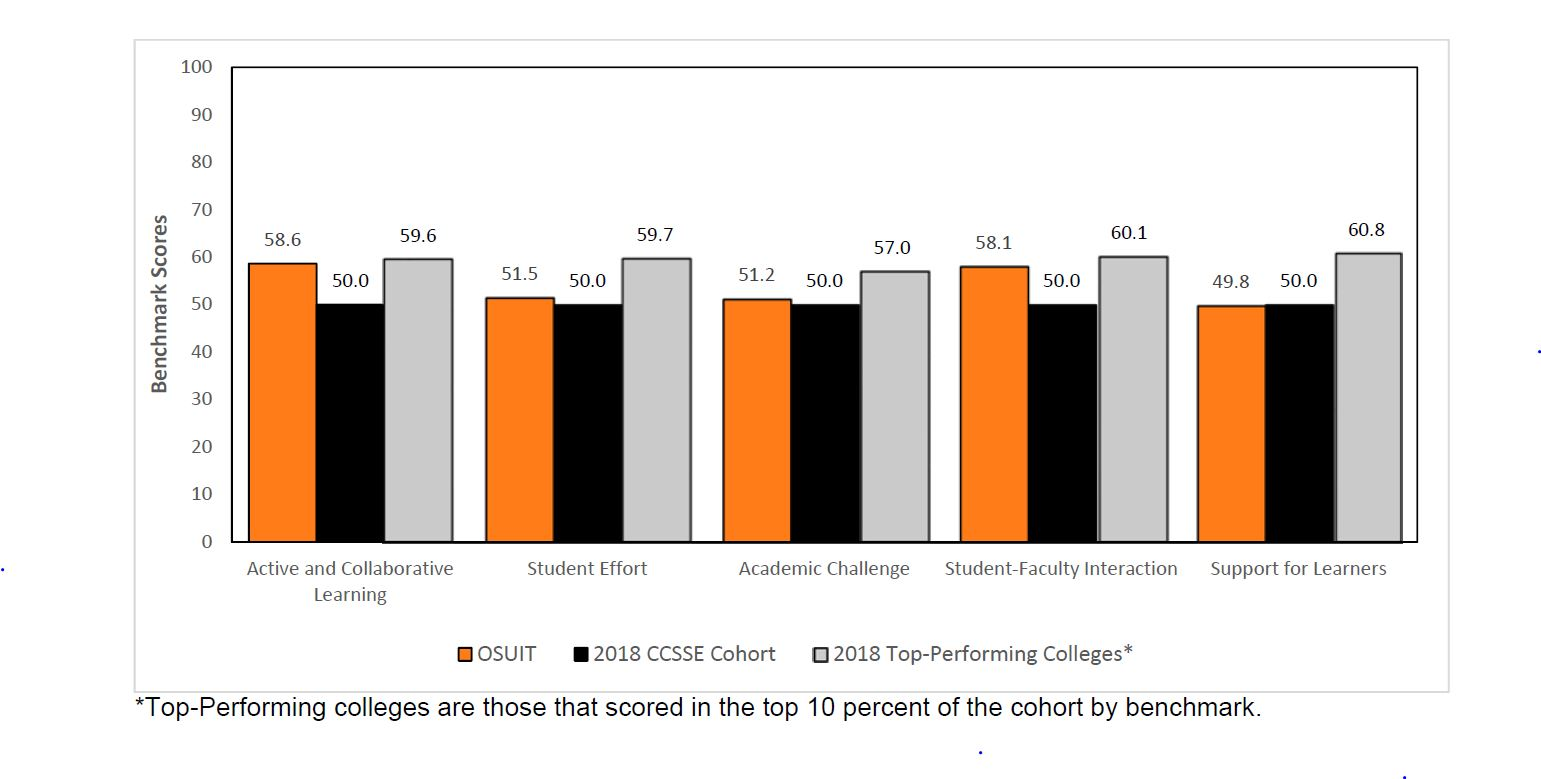 100
90
80
70
60
50
40
30
20
10
0
Benchmark Scores
58.6
50.0
59.6
51.5
50.0
59.7
51.2
50.0
57.0
58.1
50.0
60.1
49.8
50.0
60.8
Active and Collaborative
Learning
Student Effort
Academic Challenge
Student-Faculty Interaction
Support for Learners
OSUIT
2018 CCSSE Cohort
2018 Top-Performing Colleges*
*Top-Performing colleges are those that scored in the top 10 percent of the cohort by benchmark.